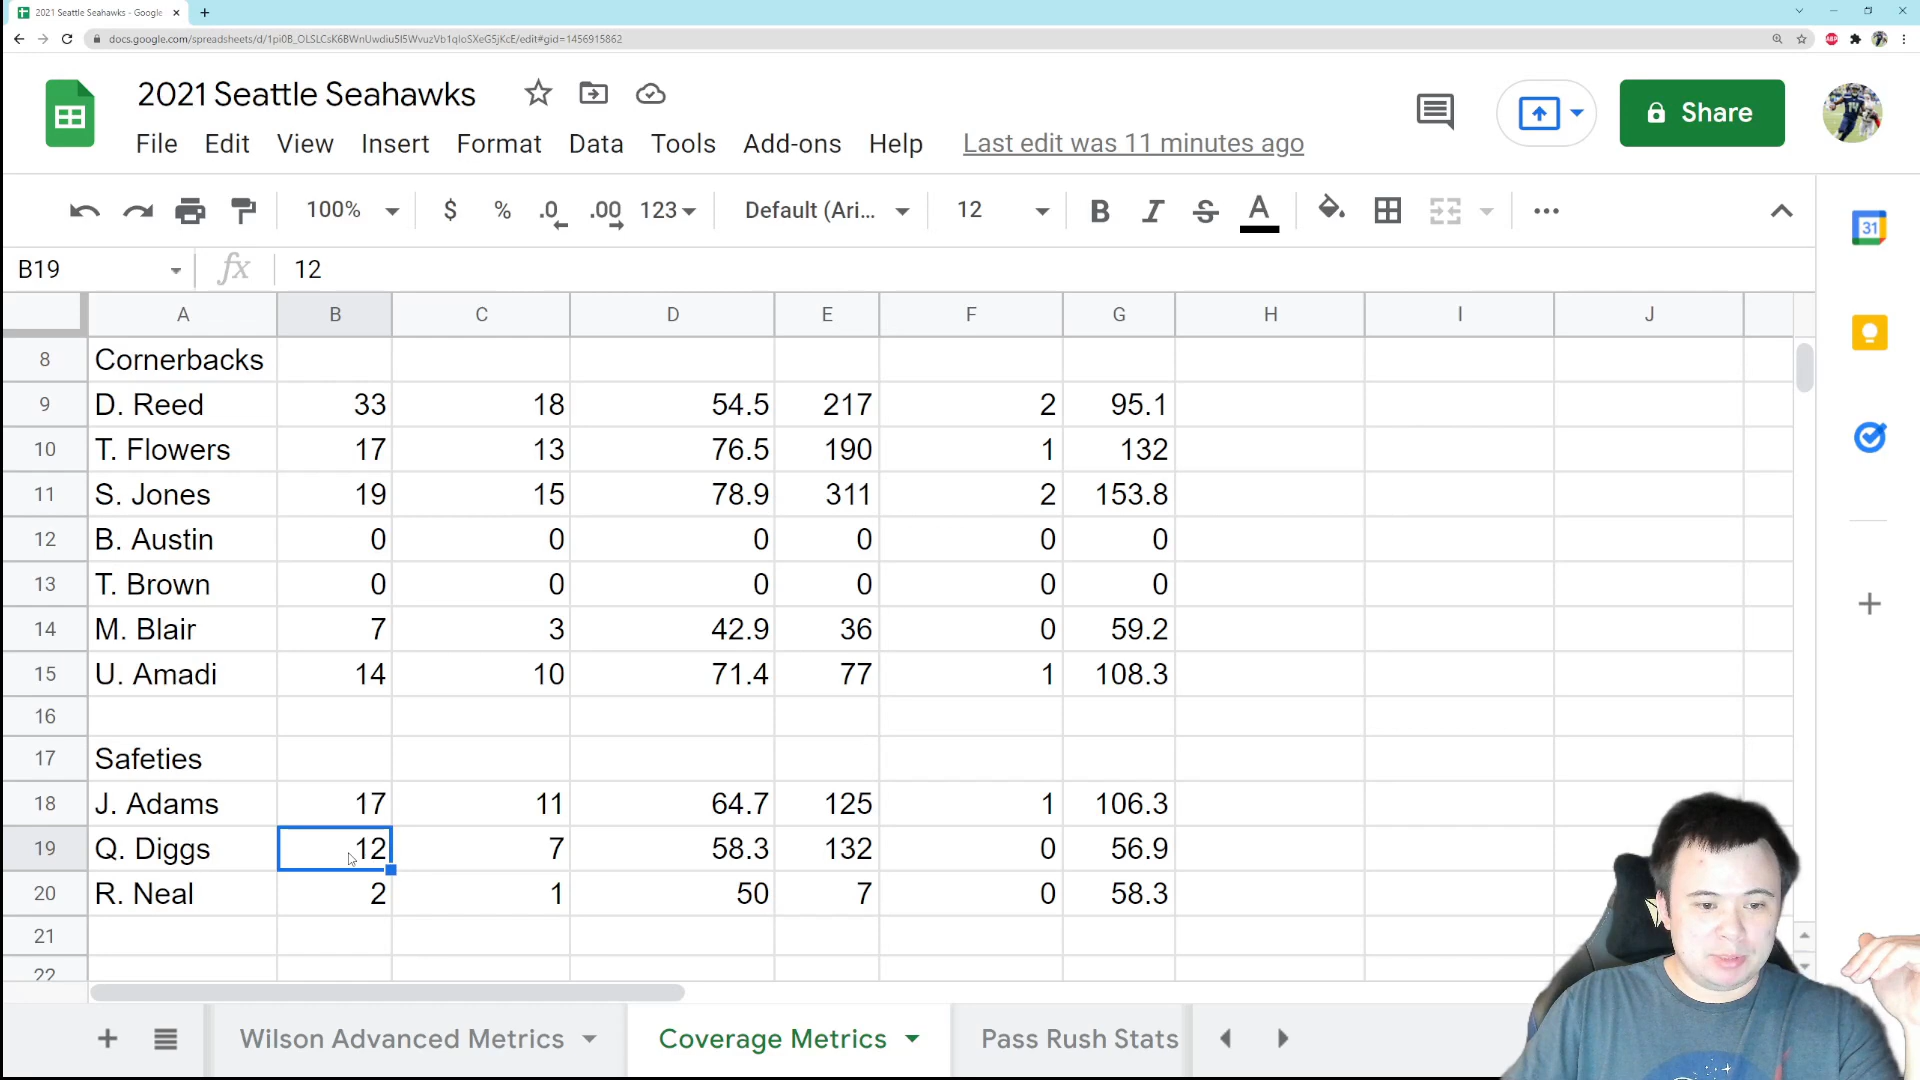 2021 Seattle Seahawks - Google
docs.google.com/spreadsheets/d/1pi0B_OLSLCsK6BWnUwdiu5I5WvuzVb1qIoSXeG5jKcE/edit#gid=1456915862
2021 Seattle Seahawks
Share
File Edit View Insert Format Data Tools Add-ons Help Last edit was 11 minutes ago
100% $ % .0 .00 123 Default (Ari... 12 B I S A
31
B19 fx 12
A B C D E F G H I J
8 Cornerbacks
9 D. Reed 33 18 54.5 217 2 95.1
10 T. Flowers 17 13 76.5 190 1 132
11 S. Jones 19 15 78.9 311 2 153.8
12 B. Austin 0 0 0 0 0 0
13 T. Brown 0 0 0 0 0 0
14 M. Blair 7 3 42.9 36 0 59.2
15 U. Amadi 14 10 71.4 77 1 108.3
16
17 Safeties
18 J. Adams 17 11 64.7 125 1 106.3
19 Q. Diggs 12 7 58.3 132 0 56.9
20 R. Neal 2 1 50 7 0 58.3
21
22
Wilson Advanced Metrics Coverage Metrics Pass Rush Stats